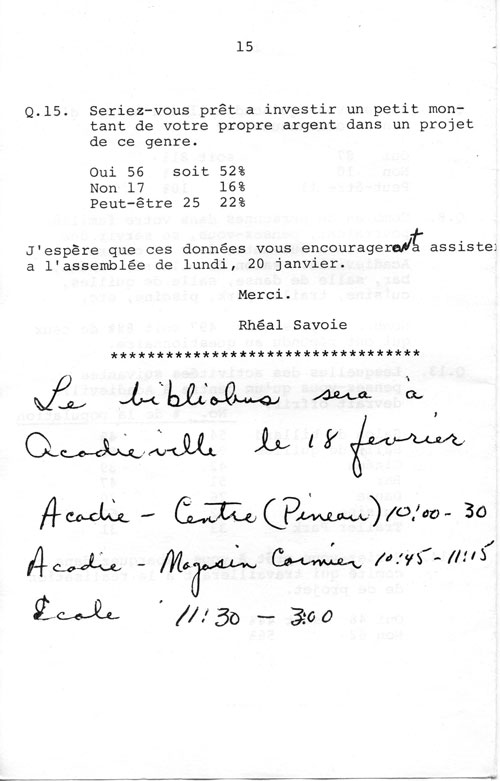 15
Q.15. Seriez-vous prêt a investir un petit mon-
tant de votre propre argent dans un projet
de ce genre.
Oui 56 soit 52%
Non 17 16%
Peut-être 25 22%
J'espère que ces données vous encourageront a assister
a l'assemblée de lundi, 20 janvier.
Merci.
Rhéal Savoie
**********************************
Le bibliobus sera à
Acadieville le 18 fevrier
Acadie - Centre (Pineau) 10:00 - 30
Acadie - Magasin Cormier 10:45 - 11:15
École 11:30 - 3:00